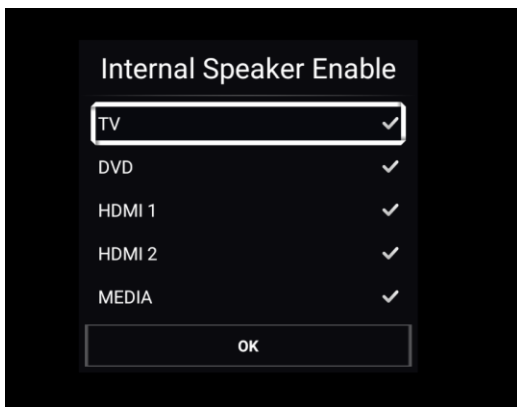 Internal Speaker Enable
TV
DVD
HDMI 1
HDMI 2
MEDIA
OK